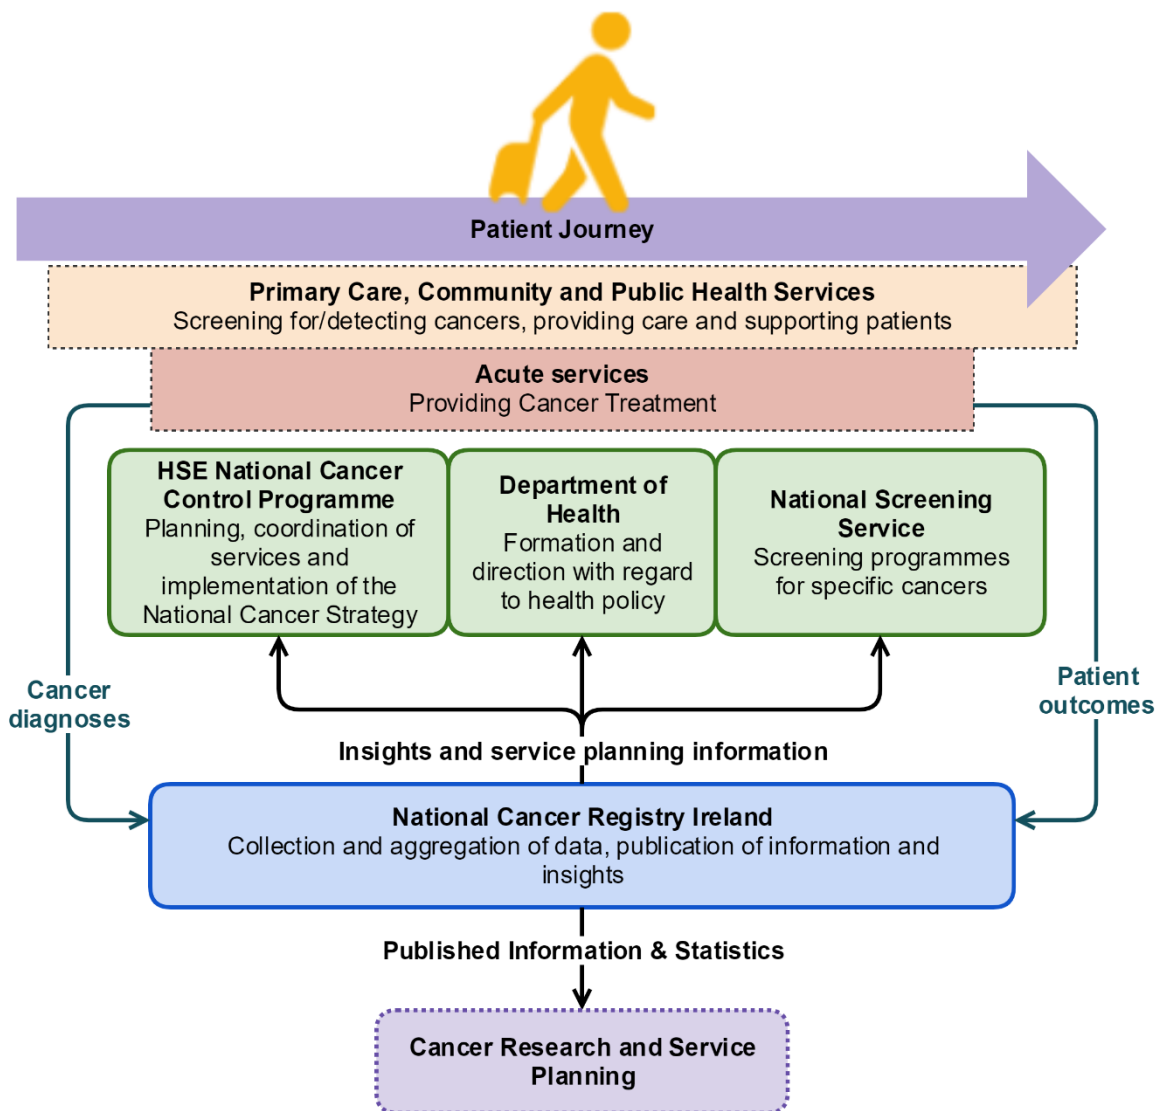 Patient Journey
Primary Care, Community and Public Health Services
Screening for/detecting cancers, providing care and supporting patients
Acute services
Providing Cancer Treatment
HSE National Cancer
Control Programme
Planning, coordination of
services and
implementation of the
National Cancer Strategy
Department of
Health
Formation and
direction with regard
to health policy
National Screening
Service
Screening programmes
for specific cancers
Cancer
diagnoses
Patient
outcomes
Insights and service planning information
National Cancer Registry Ireland
Collection and aggregation of data, publication of information and
insights
Published Information & Statistics
Cancer Research and Service
Planning